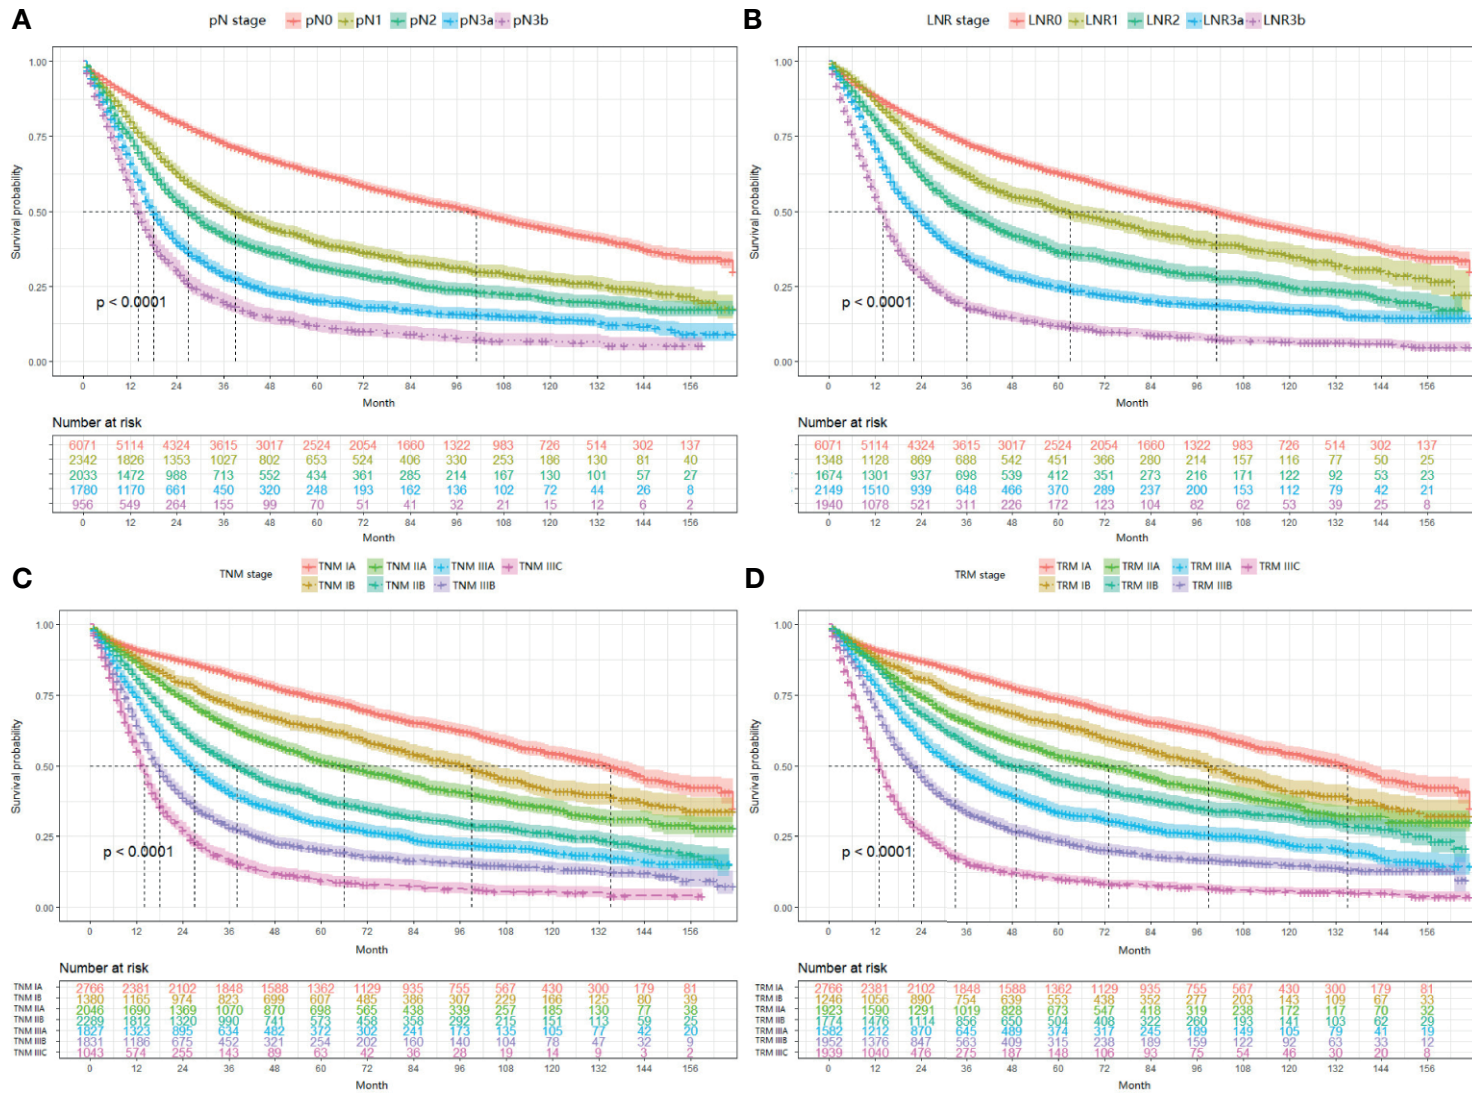 A
pN stage pN0 pN1 pN2 pN3a pN3b
Survival probability
1.00
0.75
0.50
0.25
0.00
p < 0.0001
0 12 24 36 48 60 72 84 96 108 120 132 144 156
Month
Number at risk
6071 5114 4324 3615 3017 2524 2054 1660 1322 983 726 514 302 137
2342 1826 1353 1027 802 653 524 406 330 253 186 130 81 40
2033 1472 988 713 552 434 361 285 214 167 130 101 57 27
1780 1170 661 450 320 248 193 162 136 102 72 44 26 8
956 549 264 155 99 70 51 41 32 21 15 12 6 2
0 12 24 36 48 60 72 84 96 108 120 132 144 156
Month
B
LNR stage LNR0 LNR1 LNR2 LNR3a LNR3b
Survival probability
1.00
0.75
0.50
0.25
0.00
p < 0.0001
0 12 24 36 48 60 72 84 96 108 120 132 144 156
Month
Number at risk
6071 5114 4324 3615 3017 2524 2054 1660 1322 983 726 514 302 137
1348 1128 869 688 542 451 366 280 214 157 116 77 50 25
1674 1301 937 698 539 412 351 273 216 171 122 92 53 23
2149 1510 939 648 466 370 289 237 200 153 112 79 42 21
1940 1078 521 311 226 172 123 104 82 62 53 39 25 8
0 12 24 36 48 60 72 84 96 108 120 132 144 156
Month
C
TNM stage
TNM IA TNM IIA TNM IIIA TNM IIIC
TNM IB TNM IIB TNM IIIB
Survival probability
1.00
0.75
0.50
0.25
0.00
p < 0.0001
0 12 24 36 48 60 72 84 96 108 120 132 144 156
Month
Number at risk
TNM IA 2766 2381 2102 1848 1588 1362 1129 935 755 567 430 300 179 81
TNM IB 1380 1165 974 823 699 607 485 386 307 229 166 125 80 39
TNM IIA 2046 1690 1369 1070 870 698 565 438 339 257 185 130 77 38
TNM IIB 2289 1812 1320 990 741 573 458 358 292 215 151 113 59 25
TNM IIIA 1827 1323 895 634 482 372 302 241 173 135 105 77 42 20
TNM IIIB 1831 1186 675 452 321 254 202 160 140 104 78 47 32 9
TNM IIIC 1043 574 255 143 89 63 42 36 28 19 14 9 3 2
0 12 24 36 48 60 72 84 96 108 120 132 144 156
Month
D
TRM stage
TRM IA TRM IIA TRM IIIA TRM IIIC
TRM IB TRM IIB TRM IIIB
Survival probability
1.00
0.75
0.50
0.25
0.00
p < 0.0001
0 12 24 36 48 60 72 84 96 108 120 132 144 156
Month
Number at risk
TRM IA 2766 2381 2102 1848 1588 1362 1129 935 755 567 430 300 179 81
TRM IB 1246 1056 890 754 639 553 438 352 277 203 143 109 67 33
TRM IIA 1923 1590 1291 1019 828 673 547 418 319 238 172 117 70 32
TRM IIB 1774 1476 1114 856 650 504 408 322 260 193 141 103 62 29
TRM IIIA 1582 1212 870 645 489 374 317 245 189 149 105 79 41 19
TRM IIIB 1952 1376 847 563 409 315 238 189 159 122 92 63 33 12
TRM IIIC 1939 1040 476 275 187 148 106 93 75 54 46 30 20 8
0 12 24 36 48 60 72 84 96 108 120 132 144 156
Month